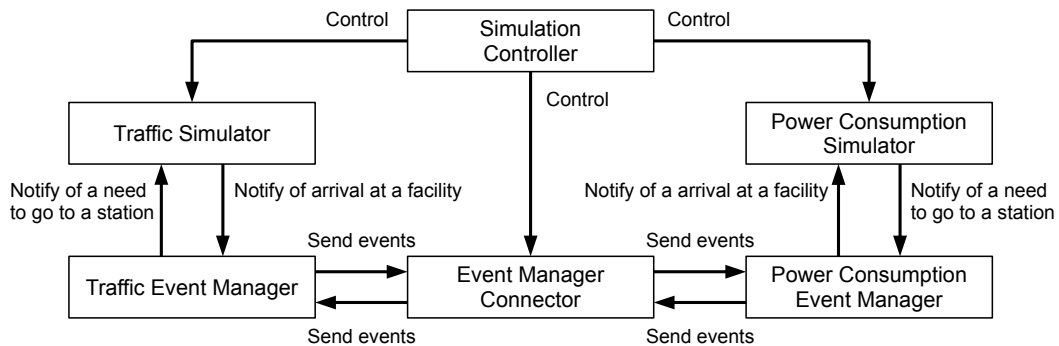 Control
Simulation
Controller
Control
Control
Traffic Simulator
Power Consumption
Simulator
Notify of a need
to go to a station
Notify of arrival at a facility
Notify of a arrival at a facility
Notify of a need
to go to a station
Send events
Send events
Traffic Event Manager
Event Manager
Connector
Power Consumption
Event Manager
Send events
Send events